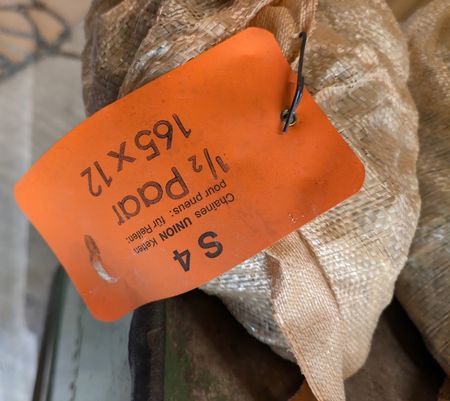 S 4
Chaînes UNION Ketten
pour pneus: für Reifen:
1/2 Paar
165 x 12